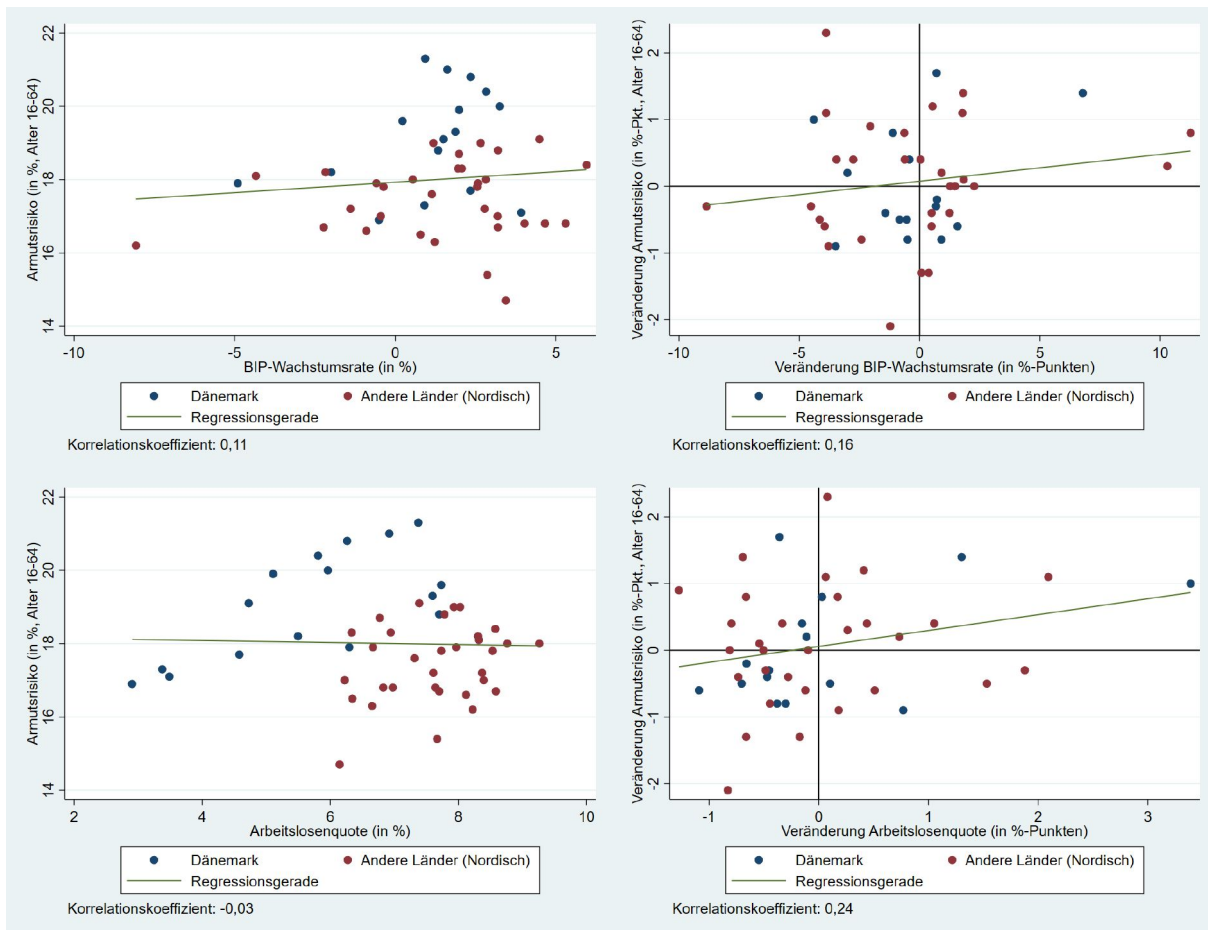 Armutsrisiko (in %, Alter 16-64)
22
20
18
16
14
-10
-5
0
5
BIP-Wachstumsrate (in %)
Dänemark
Andere Länder (Nordisch)
Regressionsgerade
Korrelationskoeffizient: 0,11
Veränderung Armutsrisiko (in %-Pkt., Alter 16-64)
2
1
0
-1
-2
-10
-5
0
5
10
Veränderung BIP-Wachstumsrate (in %-Punkten)
Dänemark
Andere Länder (Nordisch)
Regressionsgerade
Korrelationskoeffizient: 0,16
Armutsrisiko (in %, Alter 16-64)
22
20
18
16
14
2
4
6
8
10
Arbeitslosenquote (in %)
Dänemark
Andere Länder (Nordisch)
Regressionsgerade
Korrelationskoeffizient: -0,03
Veränderung Armutsrisiko (in %-Pkt., Alter 16-64)
2
1
0
-1
-2
-1
0
1
2
3
Veränderung Arbeitslosenquote (in %-Punkten)
Dänemark
Andere Länder (Nordisch)
Regressionsgerade
Korrelationskoeffizient: 0,24